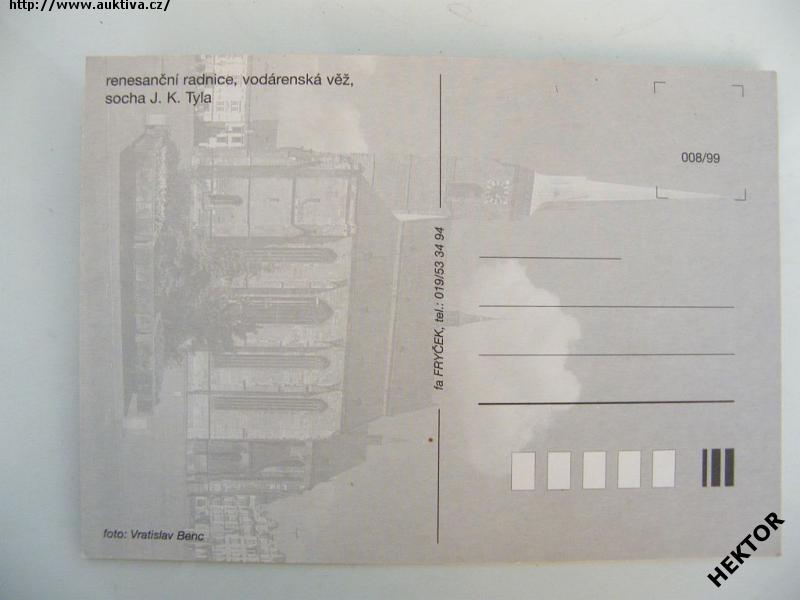 http://www.auktiva.cz/
renesanční radnice, vodárenská věž,
socha J. K. Tyla
008/99
fa FRYČEK, tel.: 019/53 34 94
foto: Vratislav Benc
HEKTOR